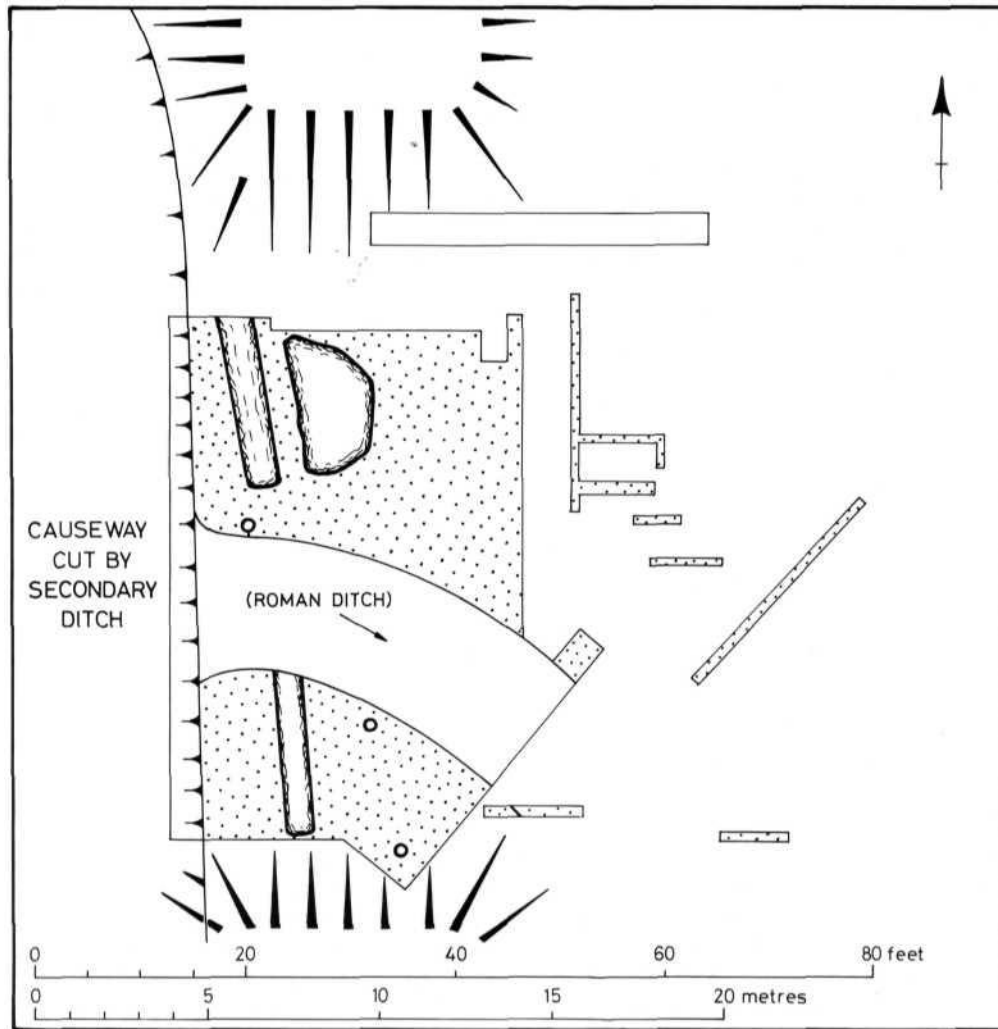 CAUSEWAY
CUT BY
SECONDARY
DITCH
(ROMAN DITCH)
0 20 40 60 80 feet
0 5 10 15 20 metres